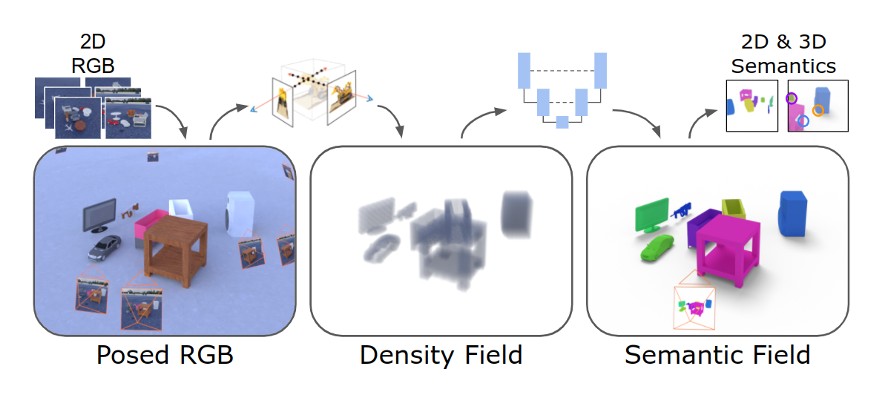 2D
RGB
2D & 3D
Semantics
Posed RGB
Density Field
Semantic Field